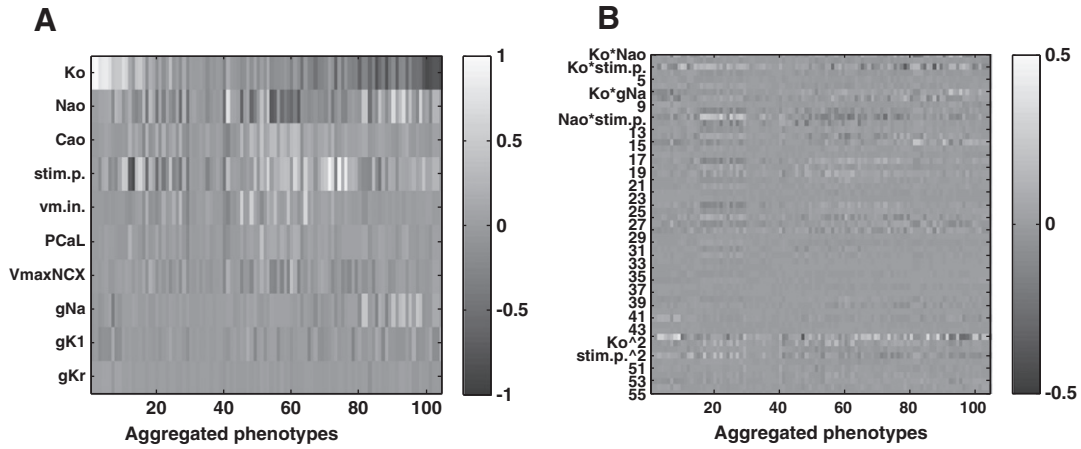 A
Ko
Nao
Cao
stim.p.
vm.in.
PCaL
VmaxNCX
gNa
gK1
gKr
20
40
60
80
100
Aggregated phenotypes
1
0.5
0
-0.5
-1
B
Ko*Nao
Ko*stim.p.
5
Ko*gNa
9
Nao*stim.p.
13
15
17
19
21
23
25
27
29
31
33
35
37
39
41
43
Ko^2
stim.p.^2
51
53
55
20
40
60
80
100
Aggregated phenotypes
0.5
0
-0.5